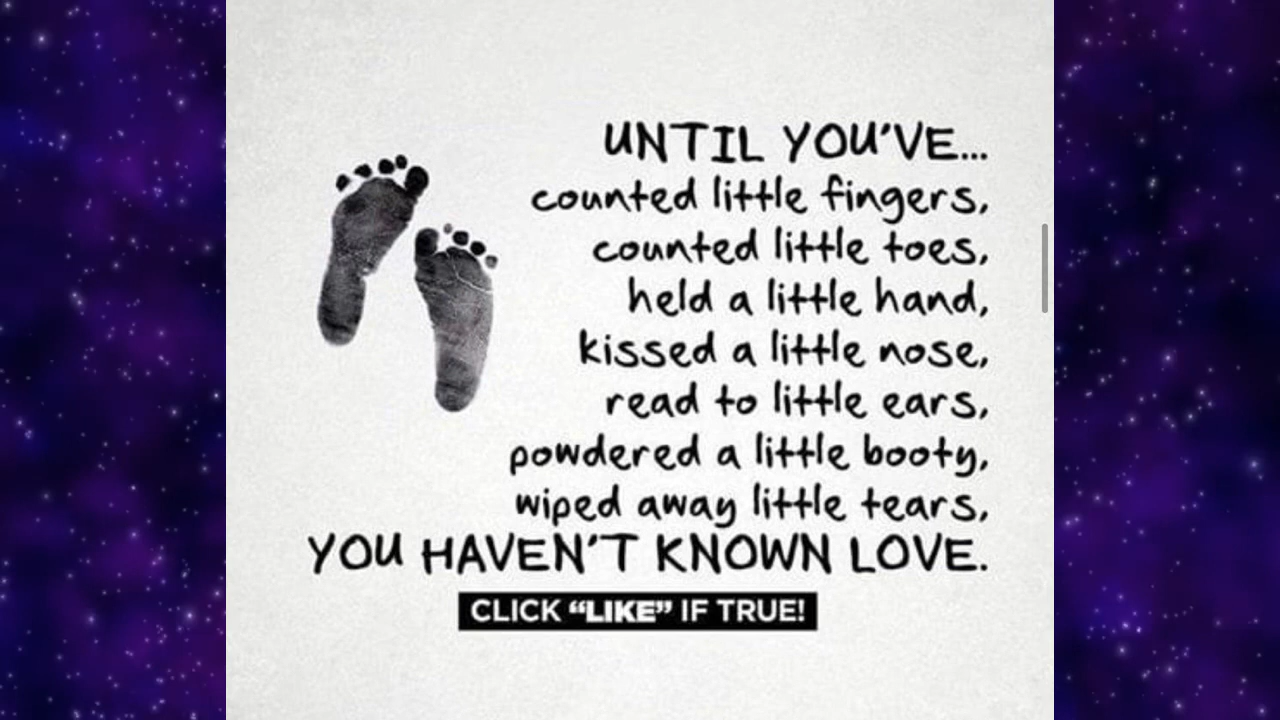 UNTIL YOU'VE...
counted little fingers,
counted little toes,
held a little hand,
kissed a little nose,
read to little ears,
powdered a little booty,
wiped away little tears,
YOU HAVEN'T KNOWN LOVE.
CLICK “LIKE” IF TRUE!